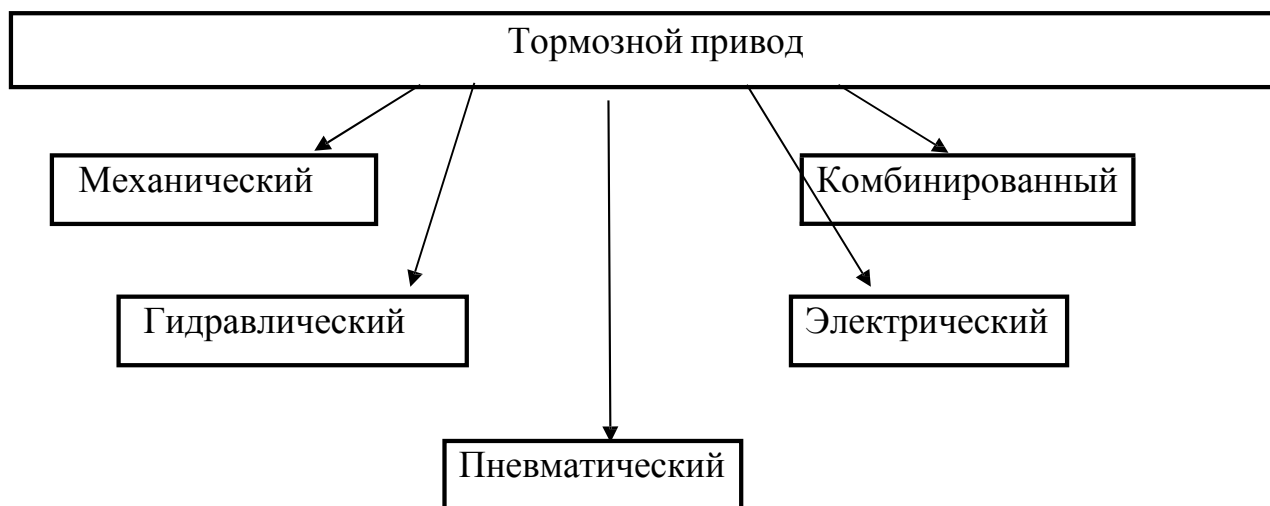 Тормозной привод
Механический
Комбинированный
Гидравлический
Электрический
Пневматический